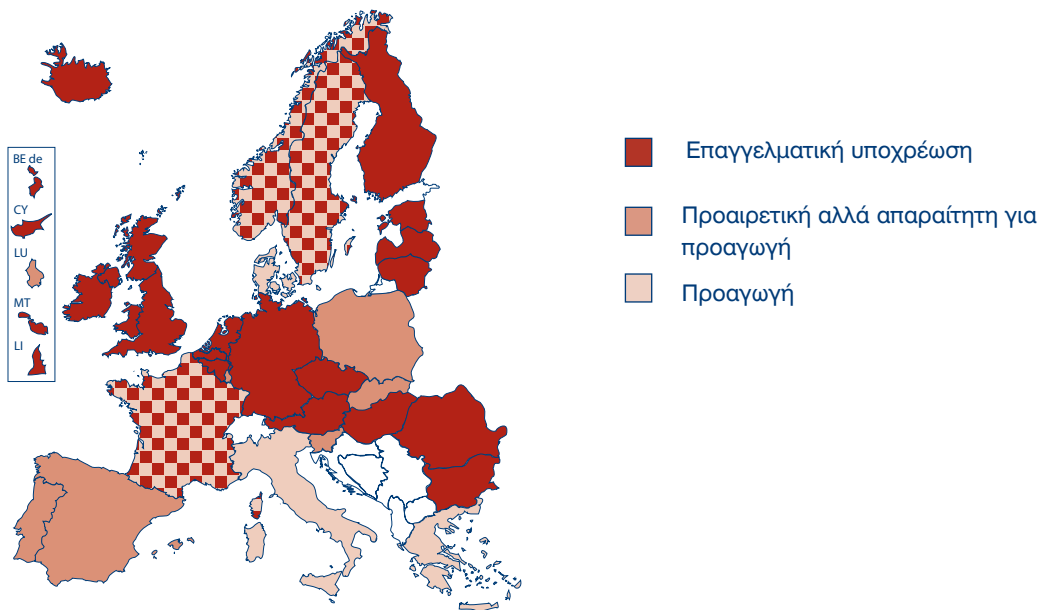 BE de
CY
LU
MT
LI
Επαγγελματική υποχρέωση
Προαιρετική αλλά απαραίτητη για
προαγωγή
Προαγωγή